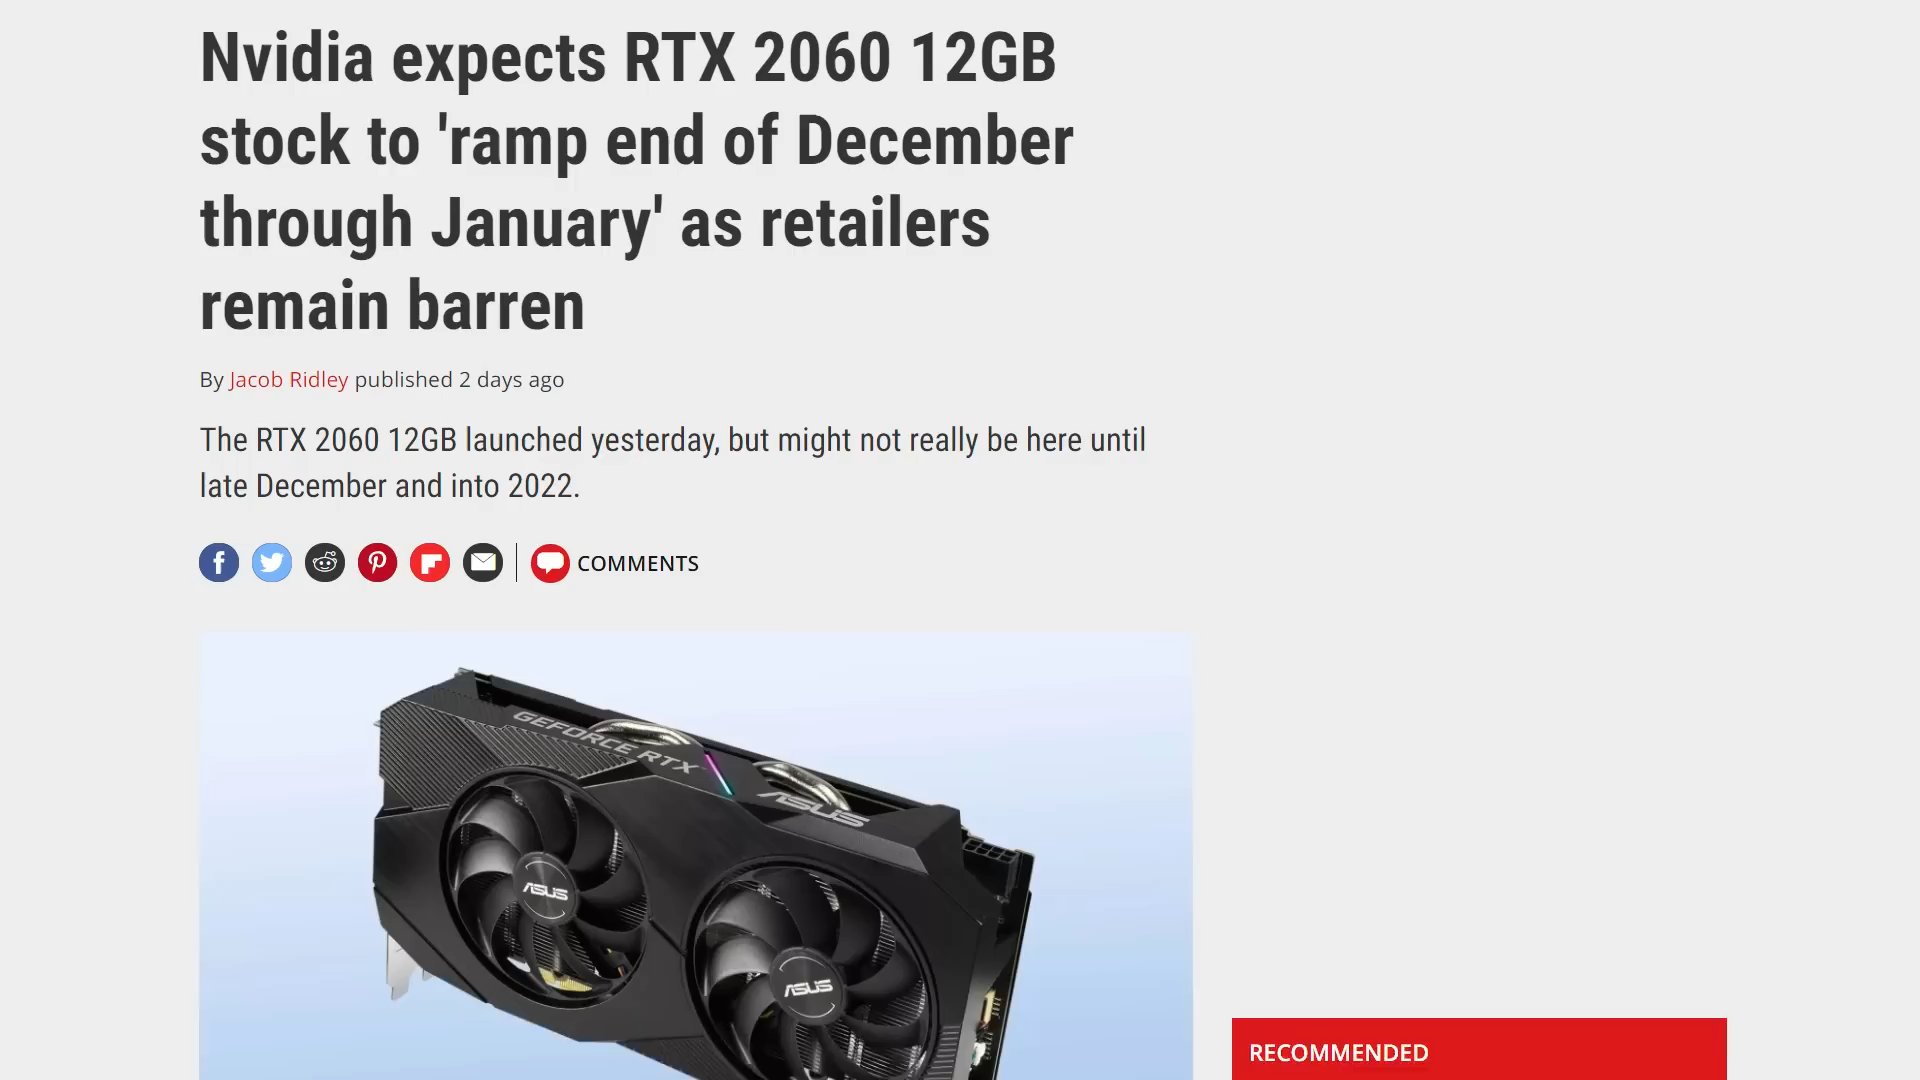 Nvidia expects RTX 2060 12GB
stock to 'ramp end of December
through January' as retailers
remain barren
By Jacob Ridley published 2 days ago
The RTX 2060 12GB launched yesterday, but might not really be here until
late December and into 2022.
COMMENTS
GEFORCE RTX
ASUS
ASUS
ASUS
RECOMMENDED